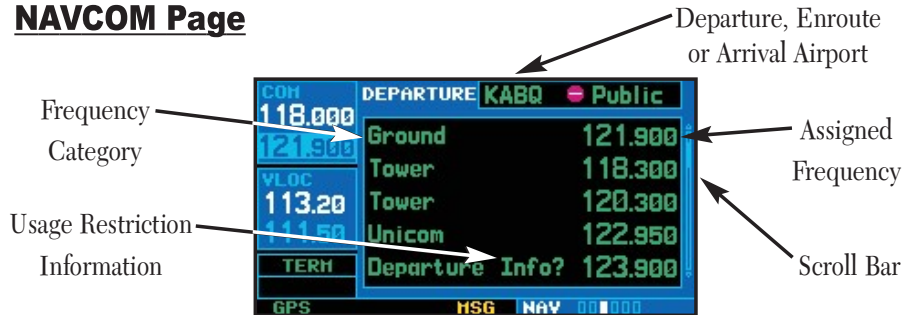 NAVCOM Page
Departure, Enroute
or Arrival Airport
Frequency
Category
Usage Restriction
Information
Assigned
Frequency
Scroll Bar
COM
118.000
121.900
VLOC
113.20
111.50
TERM
GPS
DEPARTURE KABQ Public
Ground 121.900
Tower 118.300
Tower 120.300
Unicom 122.950
Departure Info? 123.900
MSG NAV